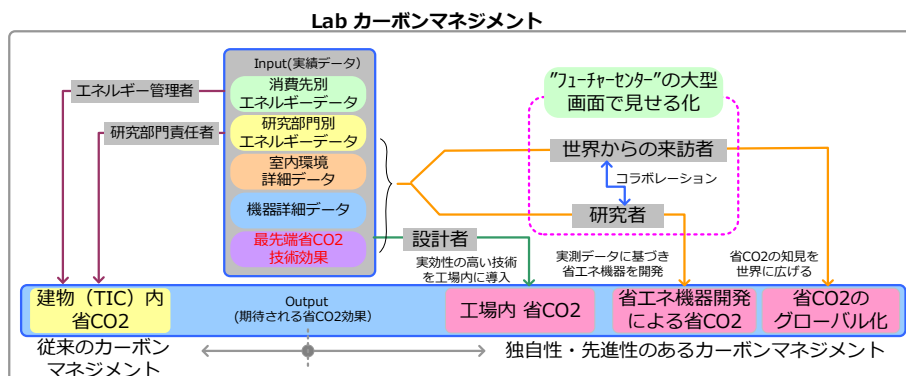 Lab カーボンマネジメント
Input(実績データ)
消費先別
エネルギーデータ
研究部門別
エネルギーデータ
室内環境
詳細データ
機器詳細データ
最先端省CO2
技術効果
エネルギー管理者
研究部門責任者
"フューチャーセンター"の大型
画面で見せる化
世界からの来訪者
コラボレーション
研究者
設計者
実効性の高い技術
を工場内に導入
実測データに基づき
省エネ機器を開発
省CO2の知見を
世界に広げる
建物（TIC）内
省CO2
Output
(期待される省CO2効果)
工場内 省CO2
省エネ機器開発
による省CO2
省CO2の
グローバル化
従来のカーボン
マネジメント
独自性・先進性のあるカーボンマネジメント